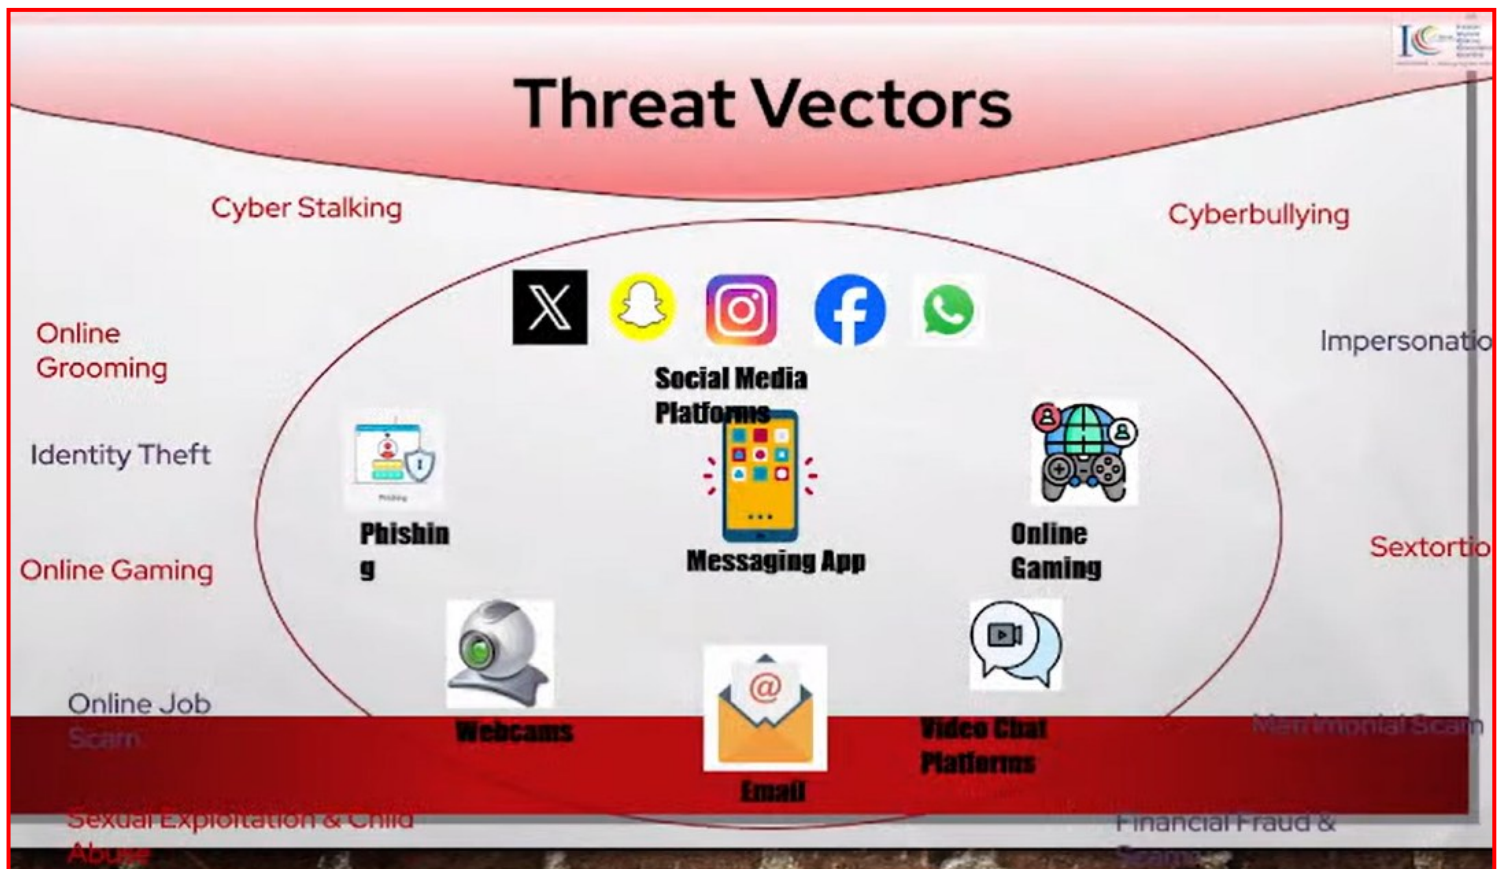 Threat Vectors
Cyber Stalking
Cyberbullying
Online
Grooming
Impersonatio
Social Media
Platforms
Identity Theft
Phishing
Phishin
g
Messaging App
Online
Gaming
Online Gaming
Sextortio
Online Job
Scam
Webcams
Video Chat
Platforms
Matrimonial Scam
Email
Sexual Exploitation & Child
Abuse
Financial Fraud &
Scams